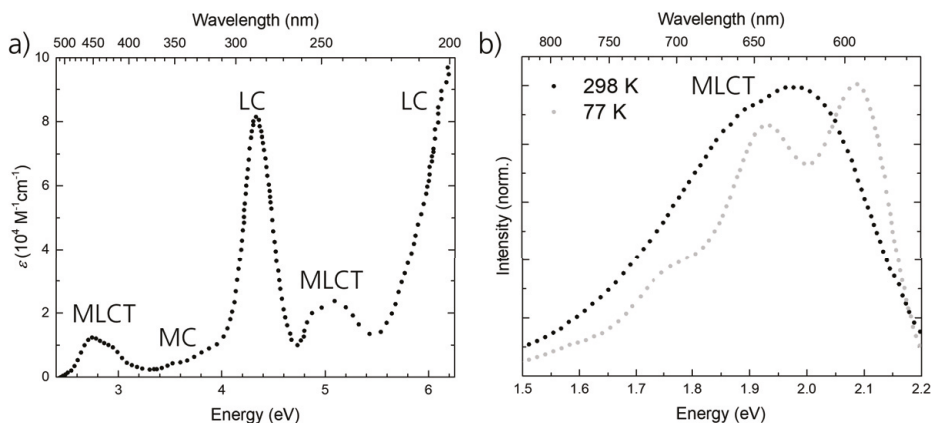 a)
Wavelength (nm)
500 450 400 350 300 250 200
10
8
6
4
2
0
ε (10⁴ M⁻¹cm⁻¹)
MLCT
MC
LC
MLCT
LC
3 4 5 6
Energy (eV)
b)
Wavelength (nm)
800 750 700 650 600
298 K
77 K
MLCT
Intensity (norm.)
1.5 1.6 1.7 1.8 1.9 2.0 2.1 2.2
Energy (eV)